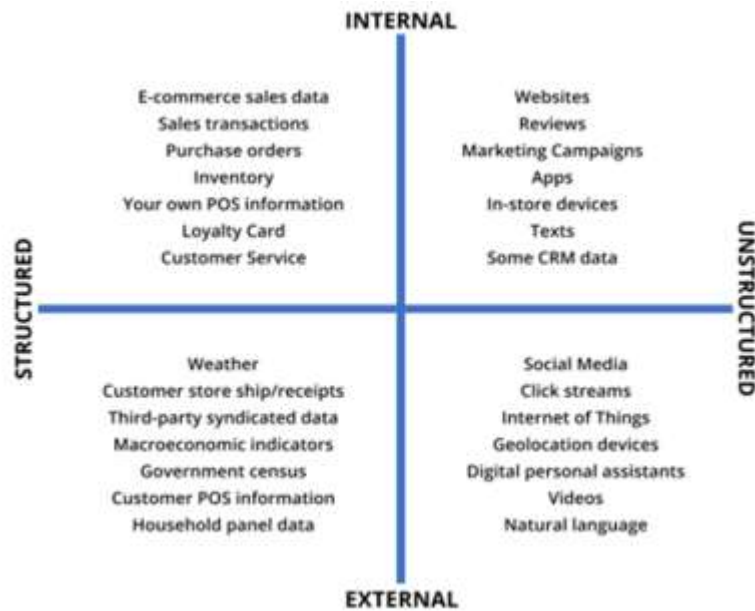 INTERNAL
E-commerce sales data
Sales transactions
Purchase orders
Inventory
Your own POS information
Loyalty Card
Customer Service
Websites
Reviews
Marketing Campaigns
Apps
In-store devices
Texts
Some CRM data
STRUCTURED
UNSTRUCTURED
Weather
Customer store ship/receipts
Third-party syndicated data
Macroeconomic indicators
Government census
Customer POS information
Household panel data
Social Media
Click streams
Internet of Things
Geolocation devices
Digital personal assistants
Videos
Natural language
EXTERNAL